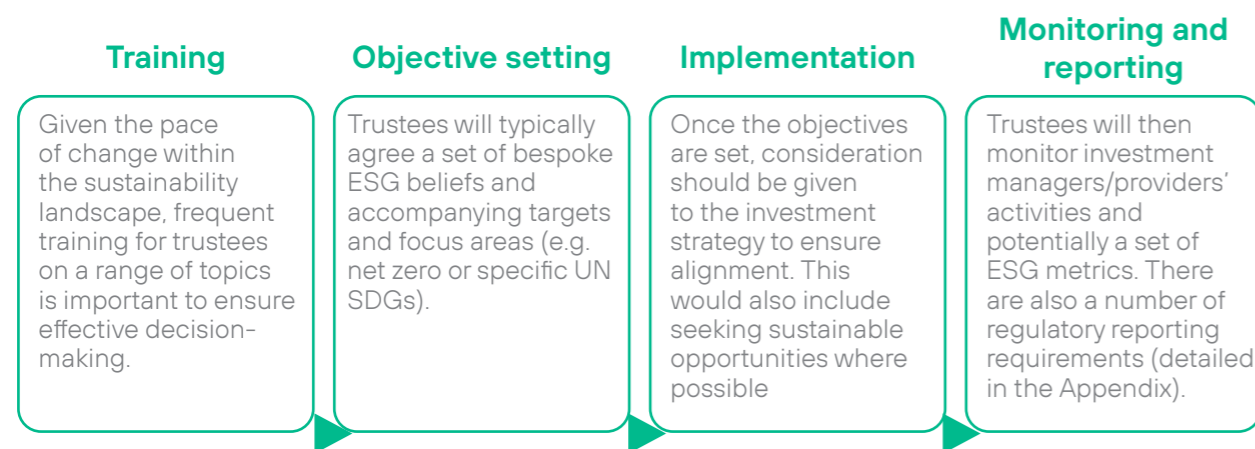 Training
Given the pace
of change within
the sustainability
landscape, frequent
training for trustees
on a range of topics
is important to ensure
effective decision-
making.
Objective setting
Trustees will typically
agree a set of bespoke
ESG beliefs and
accompanying targets
and focus areas (e.g.
net zero or specific UN
SDGs).
Implementation
Once the objectives
are set, consideration
should be given
to the investment
strategy to ensure
alignment. This
would also include
seeking sustainable
opportunities where
possible
Monitoring and
reporting
Trustees will then
monitor investment
managers/providers'
activities and
potentially a set of
ESG metrics. There
are also a number of
regulatory reporting
requirements (detailed
in the Appendix).